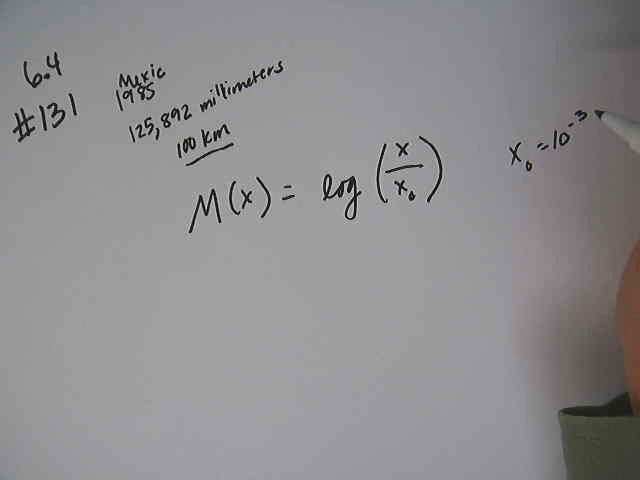 6.4
#131
Mexic
1985
125,892 millimeters
100 km
M(x) = log (x/x₀)
x₀ = 10⁻³